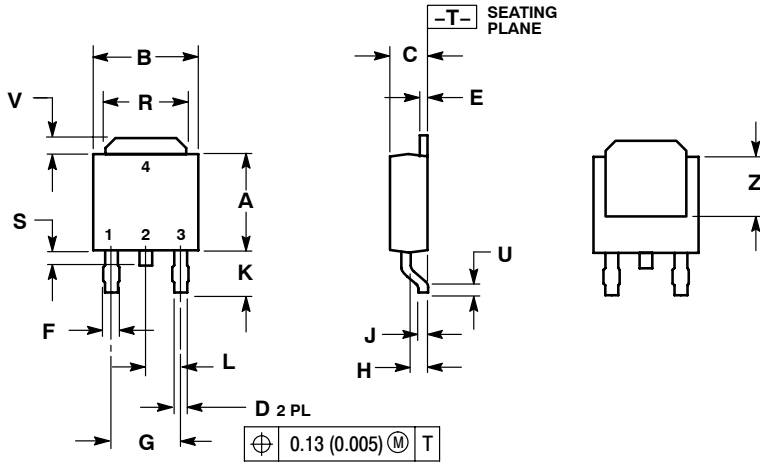 –T–
SEATING
PLANE
B
C
V
R
E
4
A
Z
S
1 2 3
K
U
F
J
L
H
D 2 PL
G
⌖ 0.13 (0.005) Ⓜ T